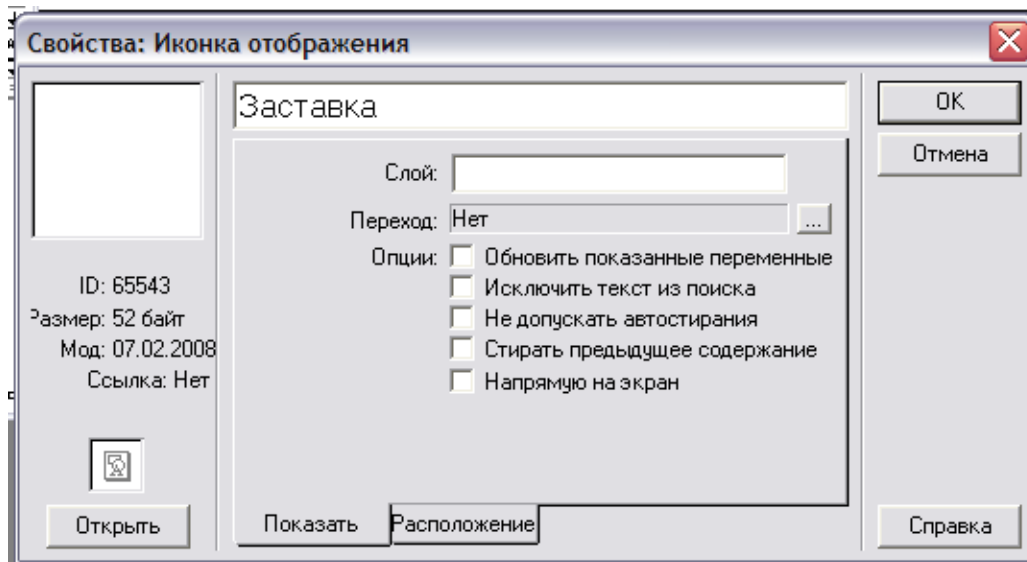 Свойства: Иконка отображения
Заставка
OK
Отмена
Слой:
Переход: Нет ...
Опции: Обновить показанные переменные
Исключить текст из поиска
Не допускать автостирания
Стирать предыдущее содержание
Напрямую на экран
ID: 65543
Размер: 52 байт
Мод: 07.02.2008
Ссылка: Нет
Открыть
Показать
Расположение
Справка